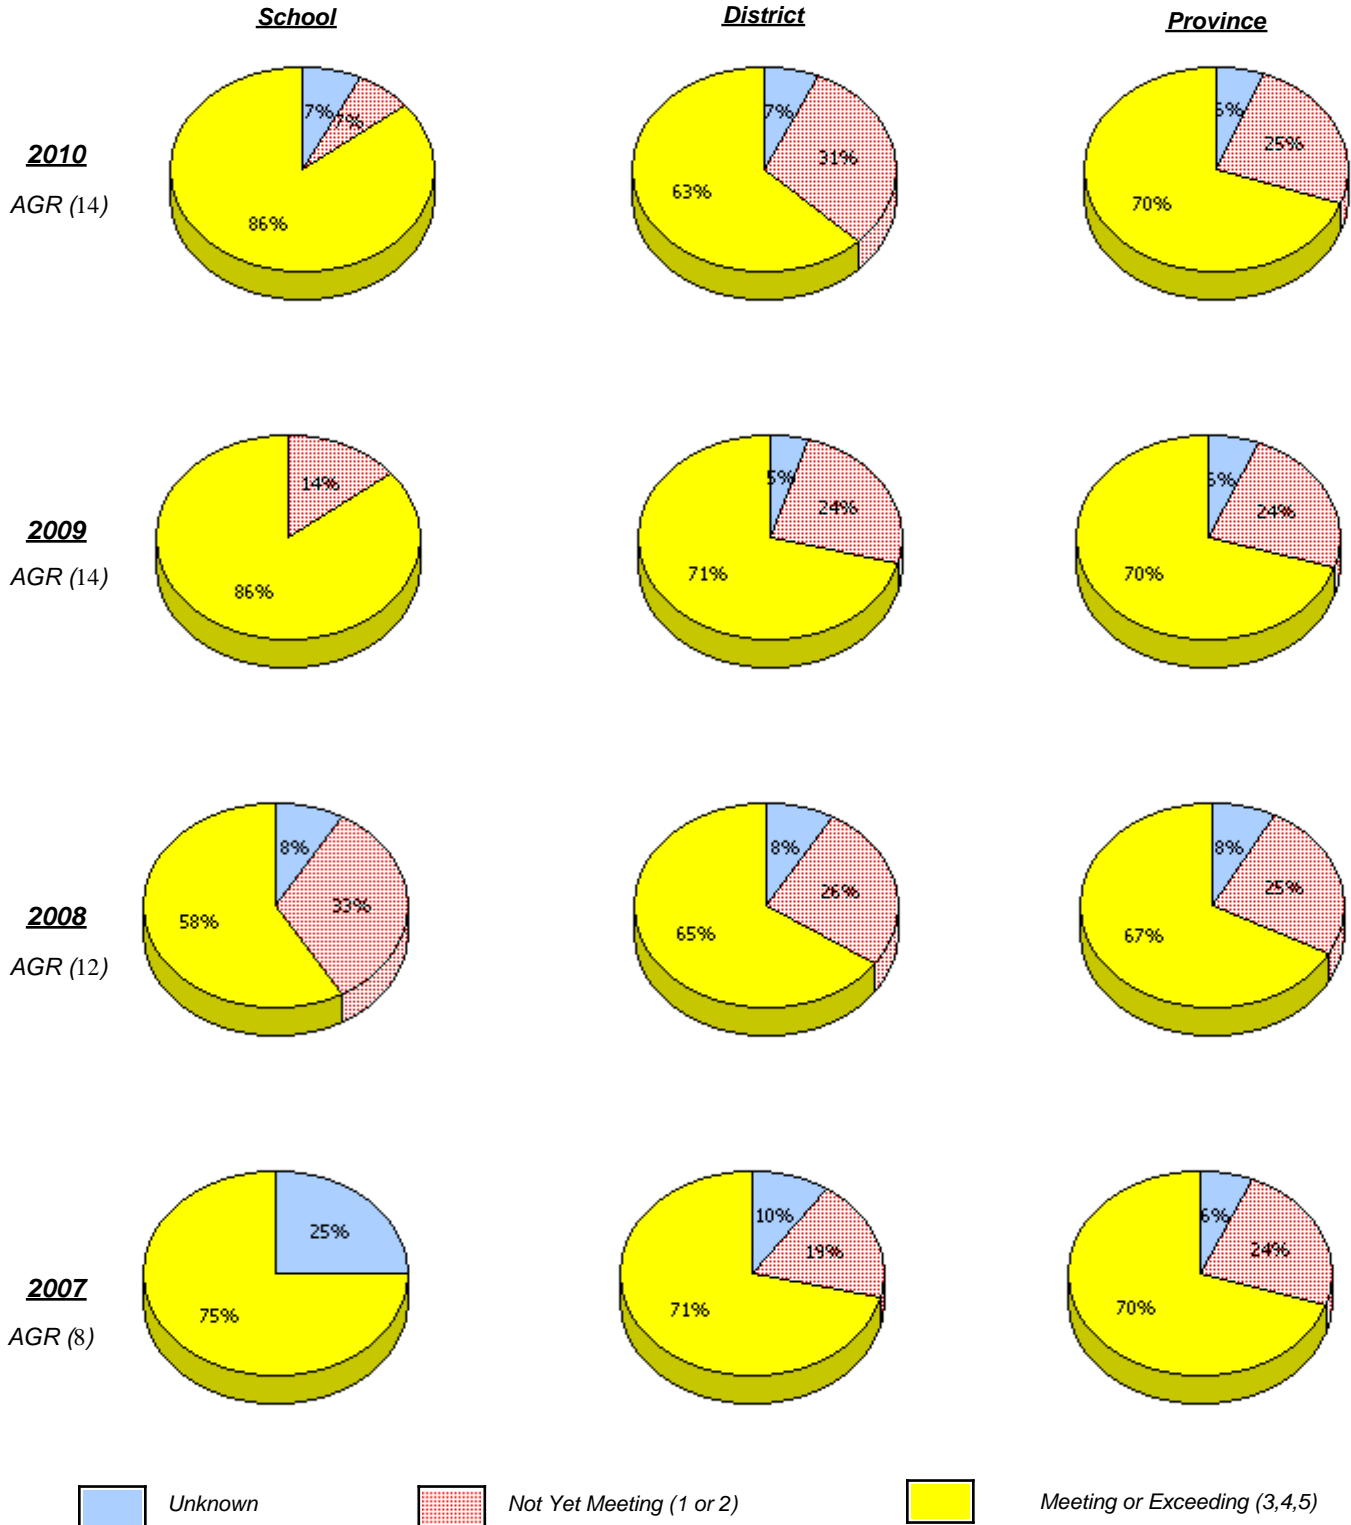 School District Province
2010
AGR (14)
7% 7% 86%
7% 31% 63%
25% 70%
2009
AGR (14)
14% 86%
5% 24% 71%
24% 70%
2008
AGR (12)
8% 33% 58%
8% 26% 65%
8% 25% 67%
2007
AGR (8)
25% 75%
10% 19% 71%
6% 24% 70%
Unknown Not Yet Meeting (1 or 2) Meeting or Exceeding (3,4,5)